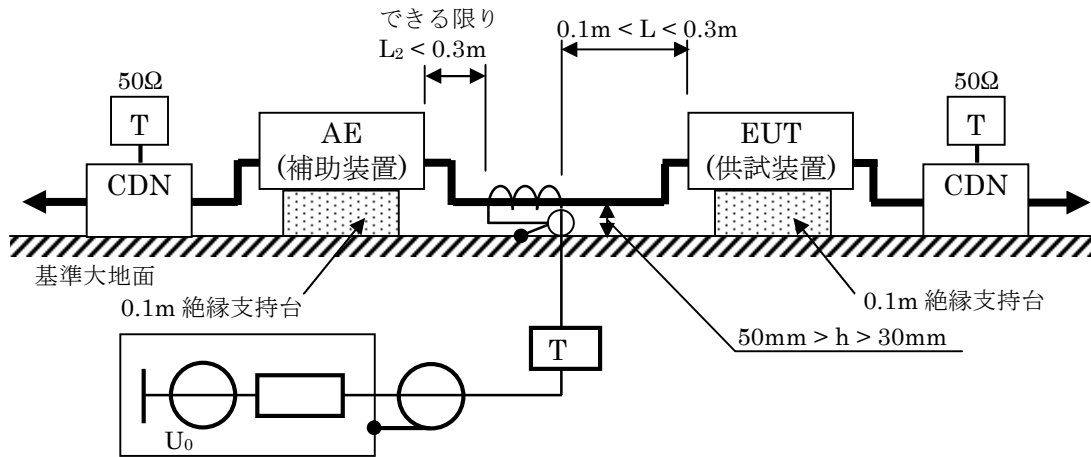 できる限り
L₂ < 0.3m
0.1m < L < 0.3m
50Ω
T
CDN
AE
(補助装置)
EUT
(供試装置)
50Ω
T
CDN
基準大地面
0.1m 絶縁支持台
0.1m 絶縁支持台
50mm > h > 30mm
T
U₀